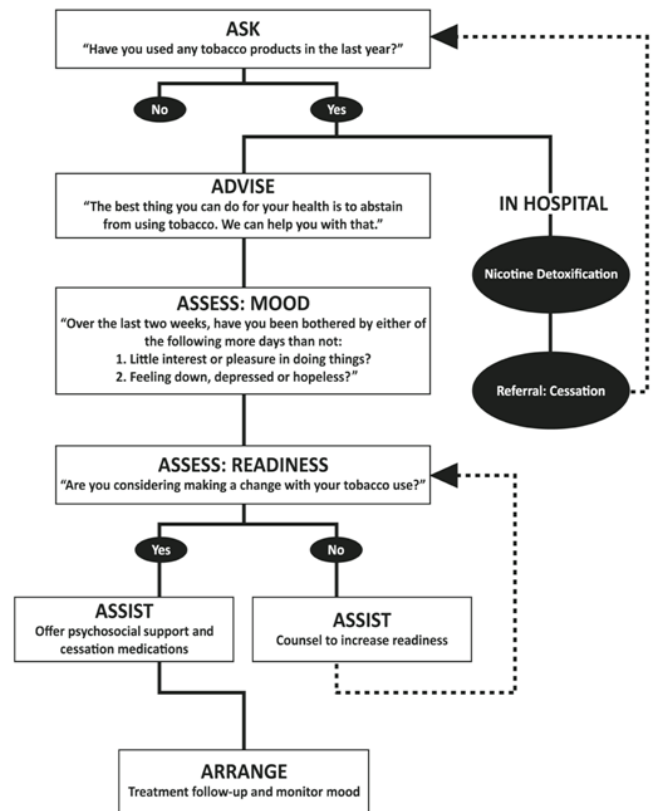 ASK
“Have you used any tobacco products in the last year?”
No
Yes
ADVISE
“The best thing you can do for your health is to abstain
from using tobacco. We can help you with that.”
IN HOSPITAL
Nicotine Detoxification
ASSESS: MOOD
“Over the last two weeks, have you been bothered by either of
the following more days than not:
1. Little interest or pleasure in doing things?
2. Feeling down, depressed or hopeless?”
Referral: Cessation
ASSESS: READINESS
“Are you considering making a change with your tobacco use?”
Yes
No
ASSIST
Offer psychosocial support and
cessation medications
ASSIST
Counsel to increase readiness
ARRANGE
Treatment follow-up and monitor mood